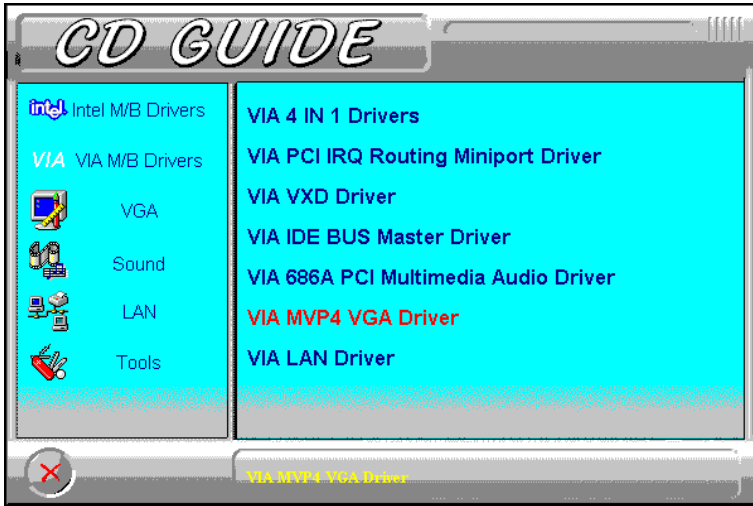 CD GUIDE
intel. Intel M/B Drivers
VIA VIA M/B Drivers
VGA
Sound
LAN
Tools
VIA 4 IN 1 Drivers
VIA PCI IRQ Routing Miniport Driver
VIA VXD Driver
VIA IDE BUS Master Driver
VIA 686A PCI Multimedia Audio Driver
VIA MVP4 VGA Driver
VIA LAN Driver
VIA MVP4 VGA Driver